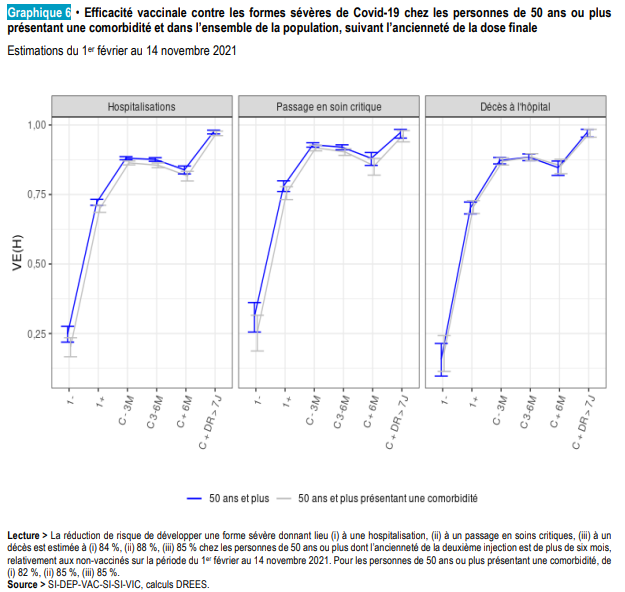 Graphique 6 • Efficacité vaccinale contre les formes sévères de Covid-19 chez les personnes de 50 ans ou plus
présentant une comorbidité et dans l'ensemble de la population, suivant l'ancienneté de la dose finale
Estimations du 1er février au 14 novembre 2021
Hospitalisations
Passage en soin critique
Décès à l'hôpital
VE(H)
1,00
0,75
0,50
0,25
1 -
1 +
C - 3M
C 3-6M
C + 6M
C + DR > 7J
1 -
1 +
C - 3M
C 3-6M
C + 6M
C + DR > 7J
1 -
1 +
C - 3M
C 3-6M
C + 6M
C + DR > 7J
50 ans et plus
50 ans et plus présentant une comorbidité
Lecture > La réduction de risque de développer une forme sévère donnant lieu (i) à une hospitalisation, (ii) à un passage en soins critiques, (iii) à un
décès est estimée à (i) 84 %, (ii) 88 %, (iii) 85 % chez les personnes de 50 ans ou plus dont l'ancienneté de la deuxième injection est de plus de six mois,
relativement aux non-vaccinés sur la période du 1er février au 14 novembre 2021. Pour les personnes de 50 ans ou plus présentant une comorbidité, de
(i) 82 %, (ii) 85 %, (iii) 85 %.
Source > SI-DEP-VAC-SI-SI-VIC, calculs DREES.